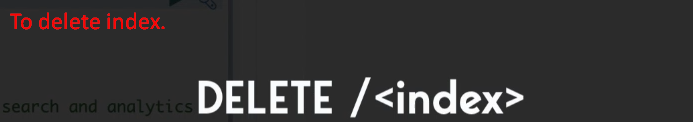 To delete index.
search and analytics
DELETE /<index>